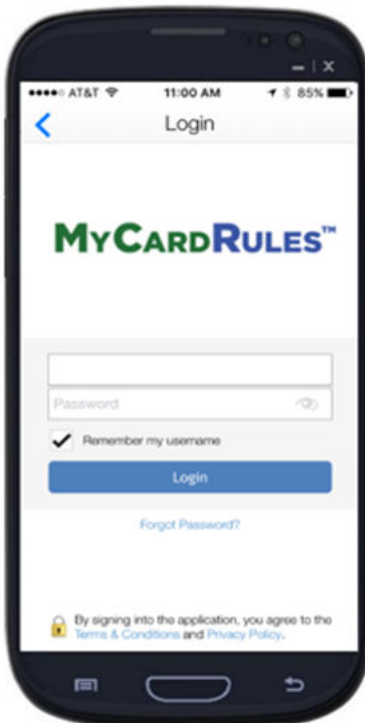 AT&T 11:00 AM 85%
Login
MYCARDRULES™
Password
Remember my username
Login
Forgot Password?
By signing into the application, you agree to the
Terms & Conditions and Privacy Policy.